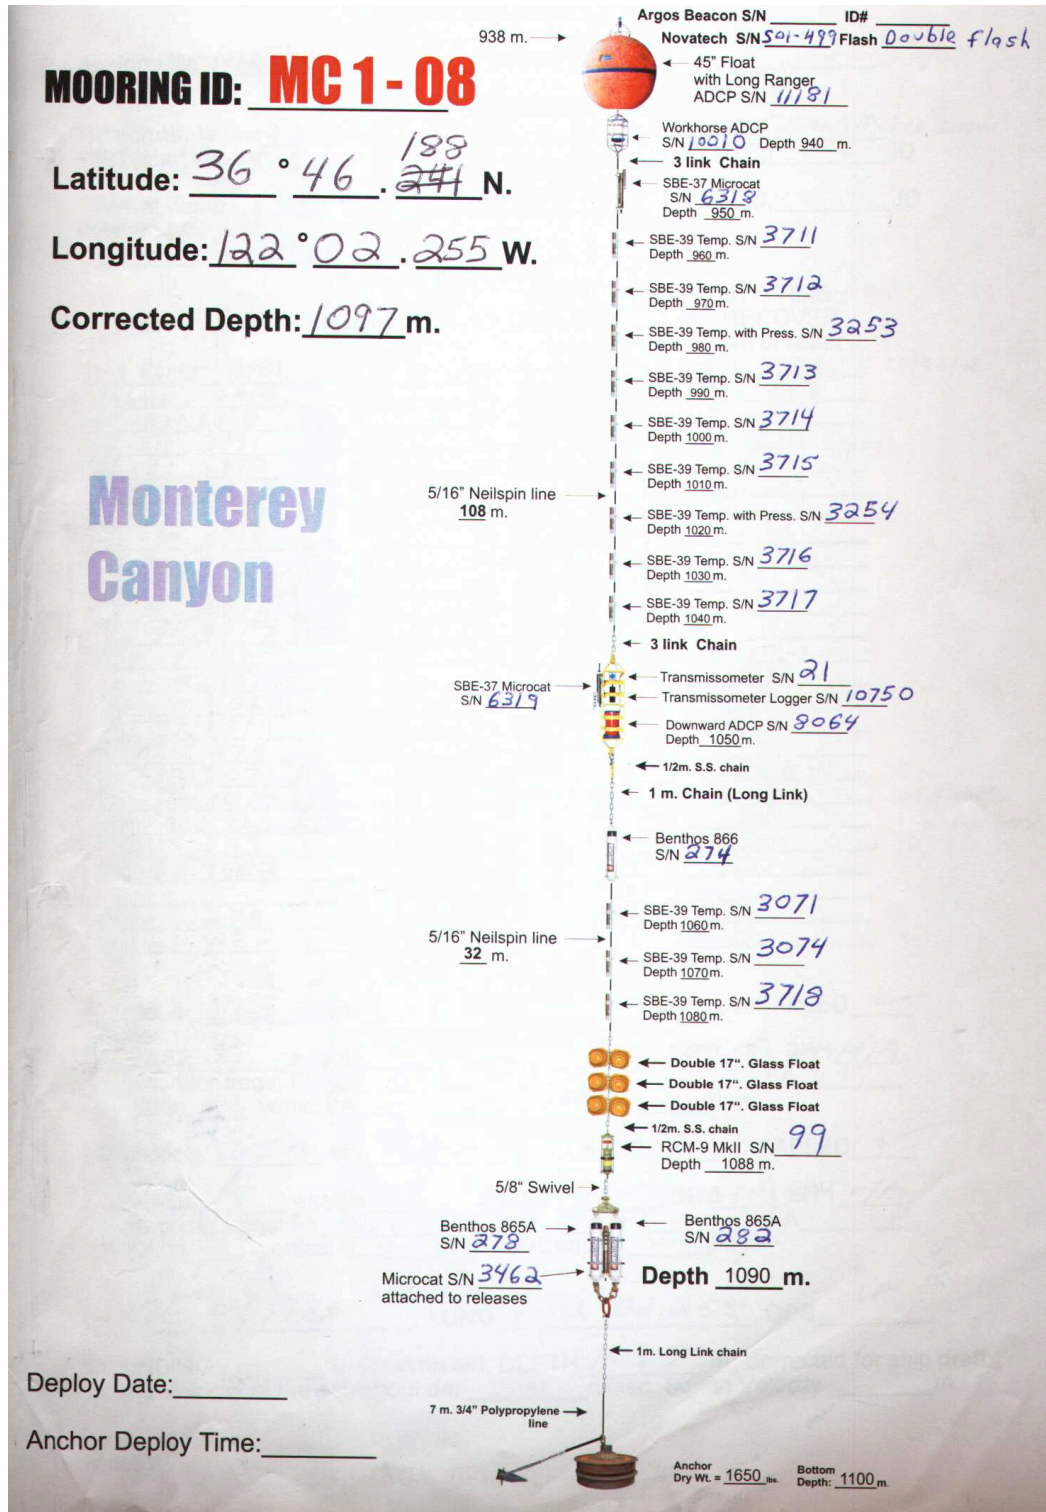 Argos Beacon S/N ID#
938 m.
Novatech S/N S01-499 Flash Double flash
45" Float
with Long Ranger
ADCP S/N 11181
MOORING ID: MC 1 - 08
Workhorse ADCP
S/N 10010 Depth 940 m.
3 link Chain
188
Latitude: 36 ° 46 . 241 N.
SBE-37 Microcat
S/N 6318
Depth 950 m.
Longitude: 122 ° 02 . 255 W.
SBE-39 Temp. S/N 3711
Depth 960 m.
SBE-39 Temp. S/N 3712
Depth 970 m.
Corrected Depth: 1097 m.
SBE-39 Temp. with Press. S/N 3253
Depth 980 m.
SBE-39 Temp. S/N 3713
Depth 990 m.
SBE-39 Temp. S/N 3714
Depth 1000 m.
SBE-39 Temp. S/N 3715
Depth 1010 m.
5/16" Neilspin line
108 m.
Monterey
Canyon
SBE-39 Temp. with Press. S/N 3254
Depth 1020 m.
SBE-39 Temp. S/N 3716
Depth 1030 m.
SBE-39 Temp. S/N 3717
Depth 1040 m.
3 link Chain
SBE-37 Microcat
S/N 6319
Transmissometer S/N 21
Transmissometer Logger S/N 10750
Downward ADCP S/N 8064
Depth 1050 m.
1/2m. S.S. chain
1 m. Chain (Long Link)
Benthos 866
S/N 274
SBE-39 Temp. S/N 3071
Depth 1060 m.
5/16" Neilspin line
32 m.
SBE-39 Temp. S/N 3074
Depth 1070 m.
SBE-39 Temp. S/N 3718
Depth 1080 m.
Double 17". Glass Float
Double 17". Glass Float
Double 17". Glass Float
1/2m. S.S. chain
RCM-9 MkII S/N 99
Depth 1088 m.
5/8" Swivel
Benthos 865A
S/N 278
Benthos 865A
S/N 282
Microcat S/N 3462
attached to releases
Depth 1090 m.
1m. Long Link chain
Deploy Date:
7 m. 3/4" Polypropylene
line
Anchor Deploy Time:
Anchor
Dry Wt. = 1650 lbs.
Bottom
Depth: 1100 m.